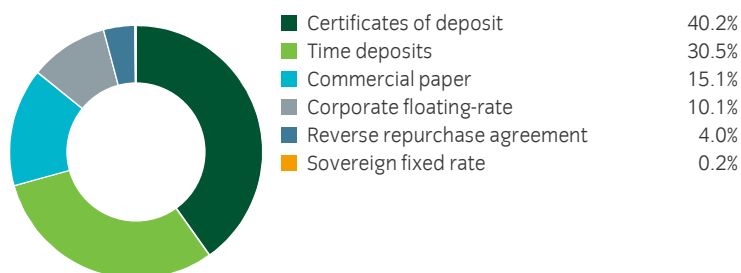 Certificates of deposit 40.2%
Time deposits 30.5%
Commercial paper 15.1%
Corporate floating-rate 10.1%
Reverse repurchase agreement 4.0%
Sovereign fixed rate 0.2%